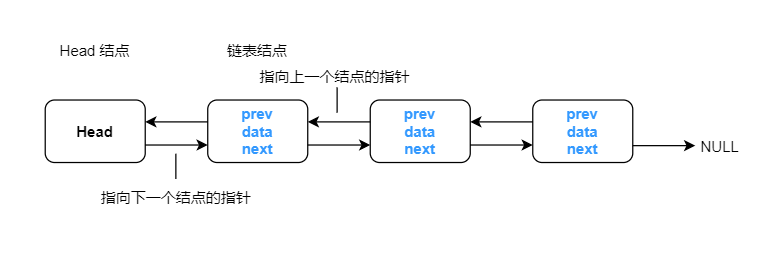 Head 结点
链表结点
指向上一个结点的指针
Head
prev
data
next
prev
data
next
prev
data
next
NULL
指向下一个结点的指针